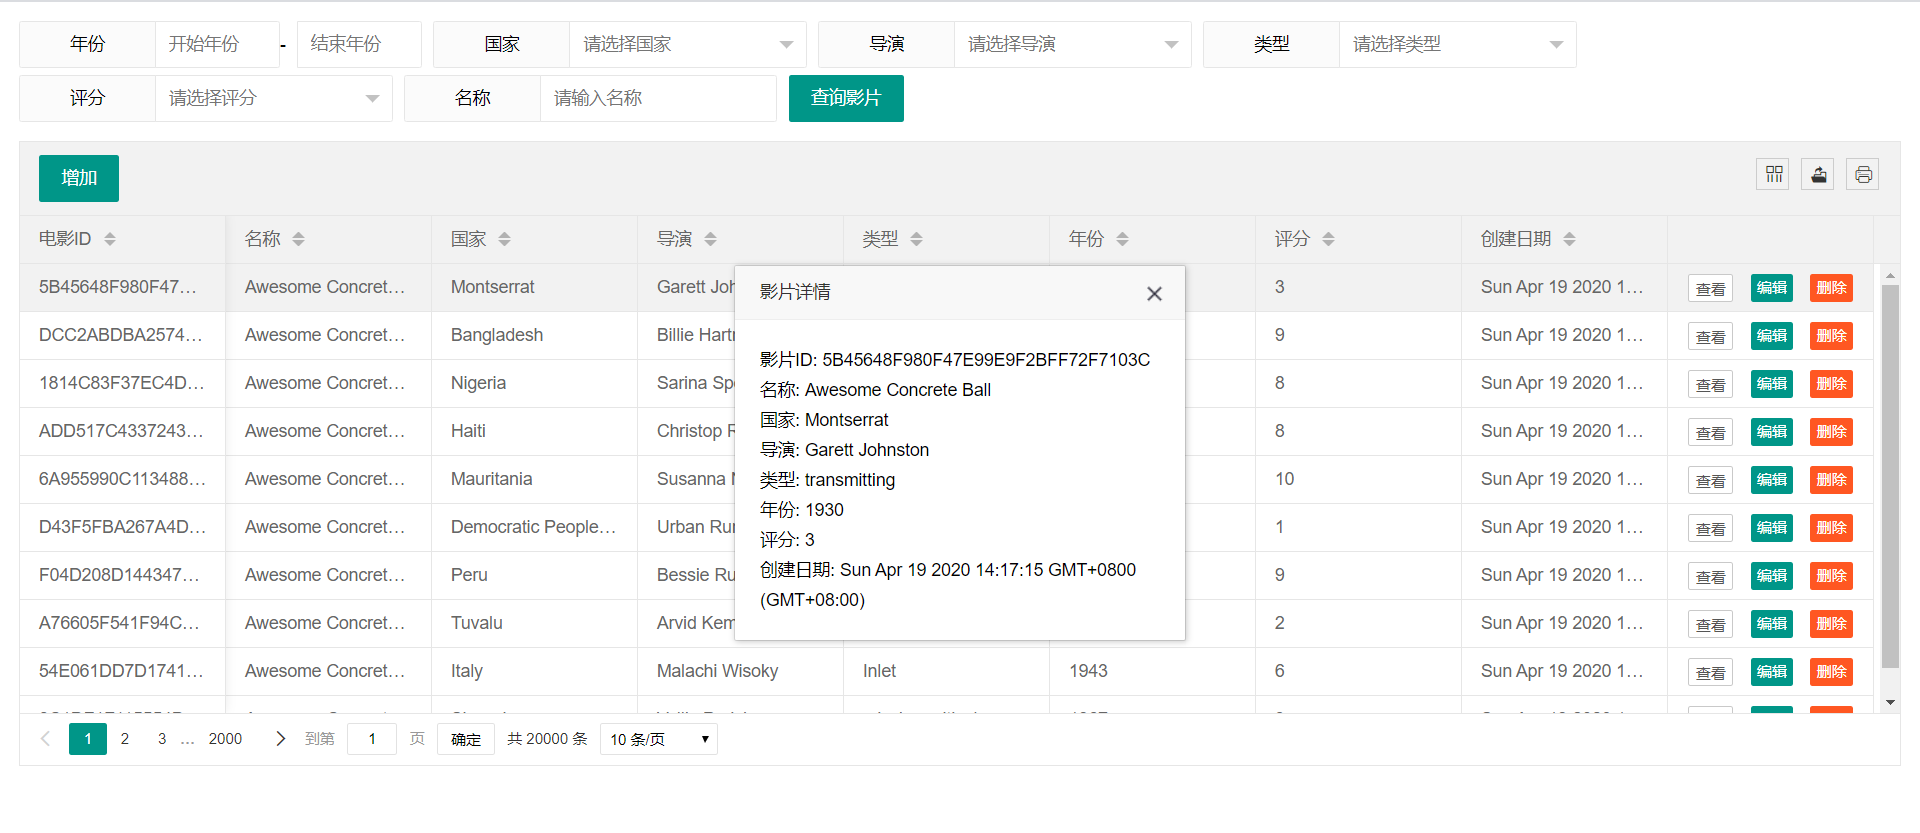 年份 开始年份 - 结束年份 国家 请选择国家 导演 请选择导演 类型 请选择类型
评分 请选择评分 名称 请输入名称 查询影片
增加
电影ID 名称 国家 导演 类型 年份 评分 创建日期
5B45648F980F47... Awesome Concret... Montserrat Garett Joh 3 Sun Apr 19 2020 1... 查看 编辑 删除
DCC2ABDBA2574... Awesome Concret... Bangladesh Billie Hart 9 Sun Apr 19 2020 1... 查看 编辑 删除
1814C83F37EC4D... Awesome Concret... Nigeria Sarina Sp 8 Sun Apr 19 2020 1... 查看 编辑 删除
ADD517C4337243... Awesome Concret... Haiti Christop 8 Sun Apr 19 2020 1... 查看 编辑 删除
6A955990C113488... Awesome Concret... Mauritania Susanna 10 Sun Apr 19 2020 1... 查看 编辑 删除
D43F5FBA267A4D... Awesome Concret... Democratic People... Urban Ru 1 Sun Apr 19 2020 1... 查看 编辑 删除
F04D208D144347... Awesome Concret... Peru Bessie Ru 9 Sun Apr 19 2020 1... 查看 编辑 删除
A76605F541F94C... Awesome Concret... Tuvalu Arvid Kem 2 Sun Apr 19 2020 1... 查看 编辑 删除
54E061DD7D1741... Awesome Concret... Italy Malachi Wisoky Inlet 1943 6 Sun Apr 19 2020 1... 查看 编辑 删除
影片详情
影片ID: 5B45648F980F47E99E9F2BFF72F7103C
名称: Awesome Concrete Ball
国家: Montserrat
导演: Garett Johnston
类型: transmitting
年份: 1930
评分: 3
创建日期: Sun Apr 19 2020 14:17:15 GMT+0800
(GMT+08:00)
1 2 3 ... 2000 到第 1 页 确定 共 20000 条 10 条/页